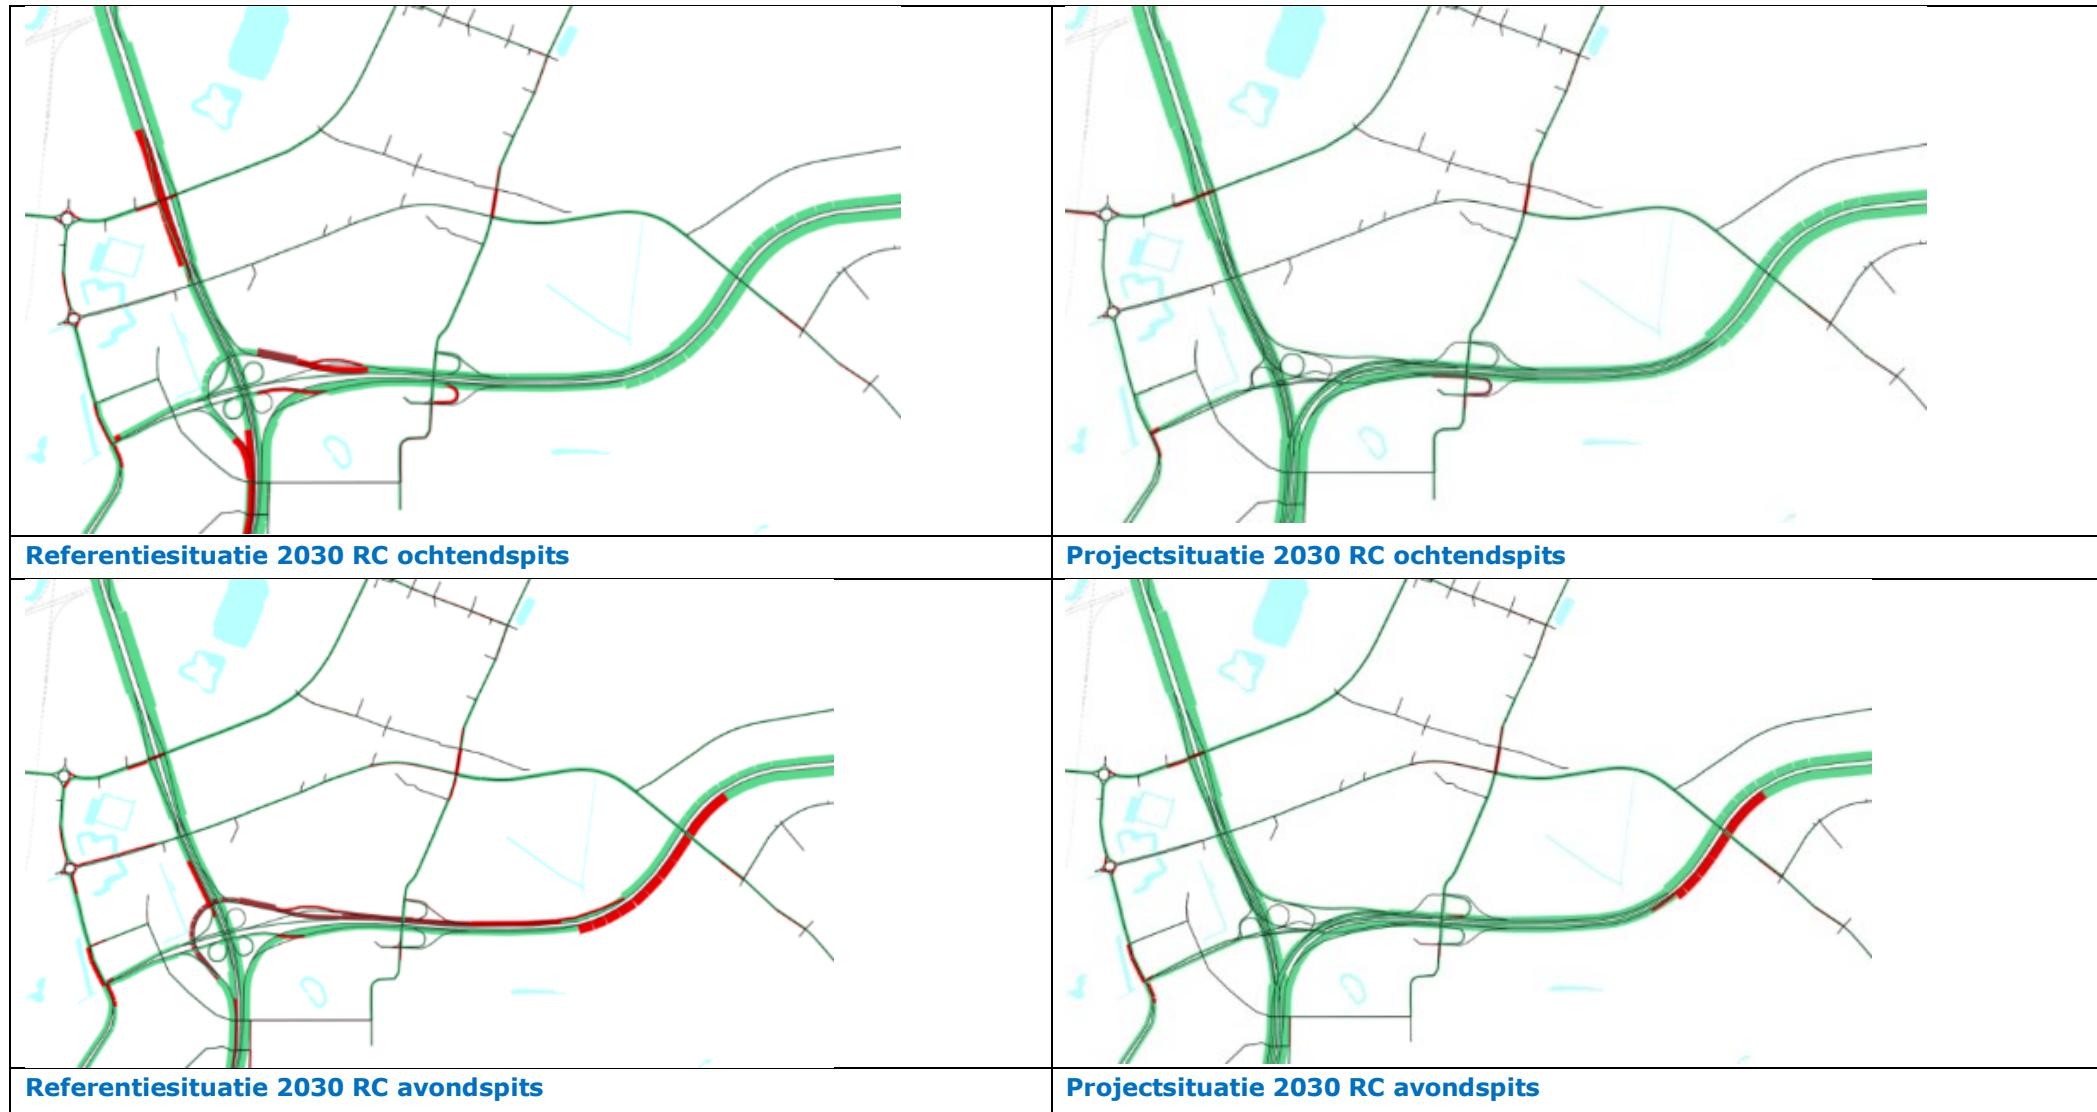 Referentiesituatie 2030 RC ochtendspits
Projectsituatie 2030 RC ochtendspits
Referentiesituatie 2030 RC avondspits
Projectsituatie 2030 RC avondspits